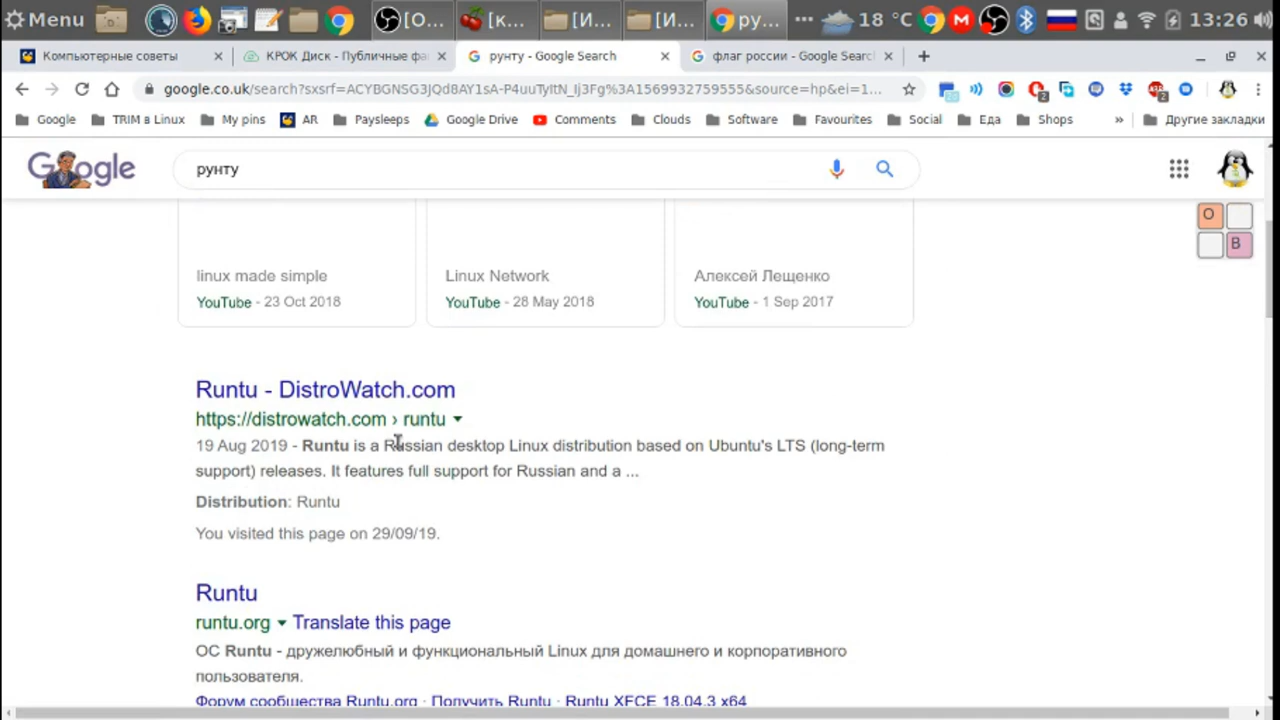 Menu [О... [к... [И... [И... ру... ... 18 °C M 13:26
Компьютерные советы КРОК Диск - Публичные фа рунту - Google Search флаг россии - Google Searc
google.co.uk/search?sxsrf=ACYBGNSG3JQd8AY1sA-P4uuTyItN_Ij3Fg%3A1569932759555&source=hp&ei=1...
Google TRIM в Linux My pins AR Paysleeps Google Drive Comments Clouds Software Favourites Social Еда Shops » Другие закладки
Google рунту
O
B
linux made simple Linux Network Алексей Лещенко
YouTube - 23 Oct 2018 YouTube - 28 May 2018 YouTube - 1 Sep 2017
Runtu - DistroWatch.com
https://distrowatch.com › runtu
19 Aug 2019 - Runtu is a Russian desktop Linux distribution based on Ubuntu's LTS (long-term
support) releases. It features full support for Russian and a ...
Distribution: Runtu
You visited this page on 29/09/19.
Runtu
runtu.org Translate this page
ОС Runtu - дружелюбный и функциональный Linux для домашнего и корпоративного
пользователя.
Форум сообщества Runtu.org · Получить Runtu · Runtu XFCE 18.04.3 x64